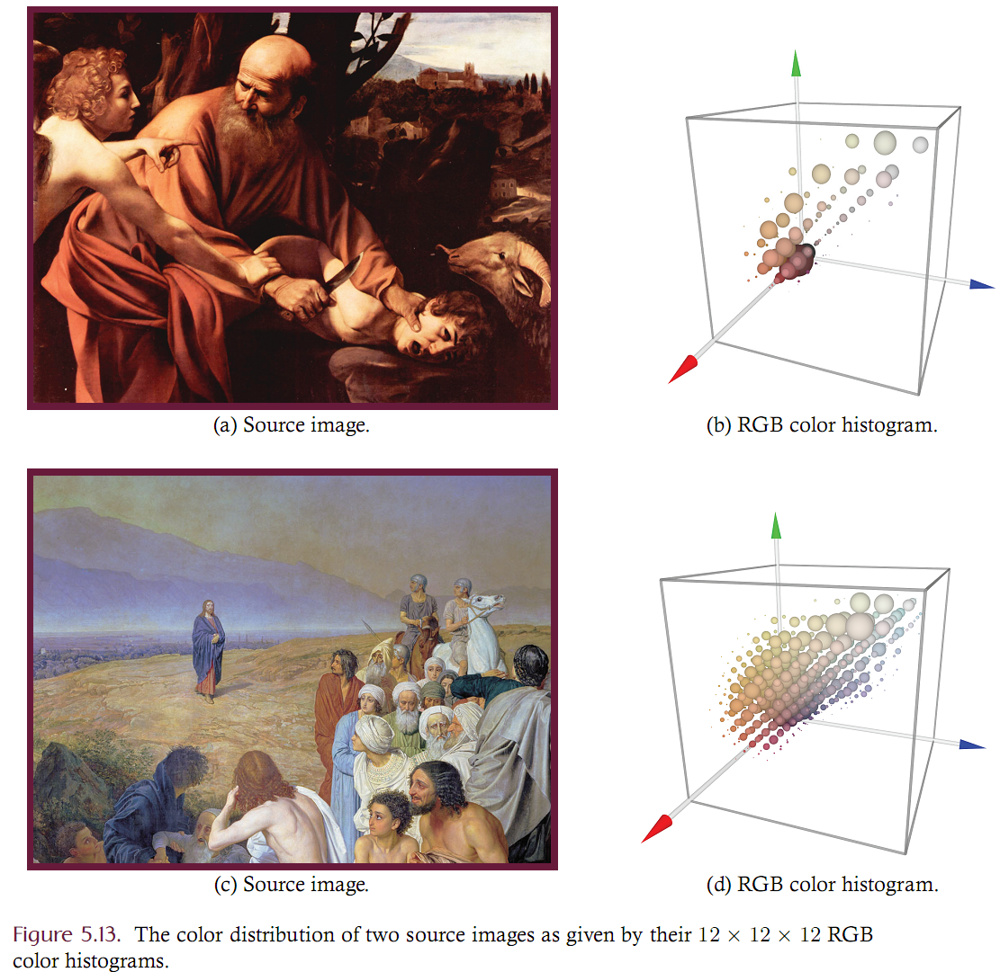 (a) Source image.
(b) RGB color histogram.
(c) Source image.
(d) RGB color histogram.
Figure 5.13. The color distribution of two source images as given by their 12 × 12 × 12 RGB
color histograms.